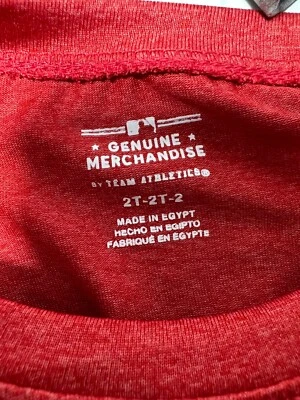 GENUINE
MERCHANDISE
BY TEAM ATHLETICS®
2T-2T-2
MADE IN EGYPT
HECHO EN EGIPTO
FABRIQUÉ EN ÉGYPTE